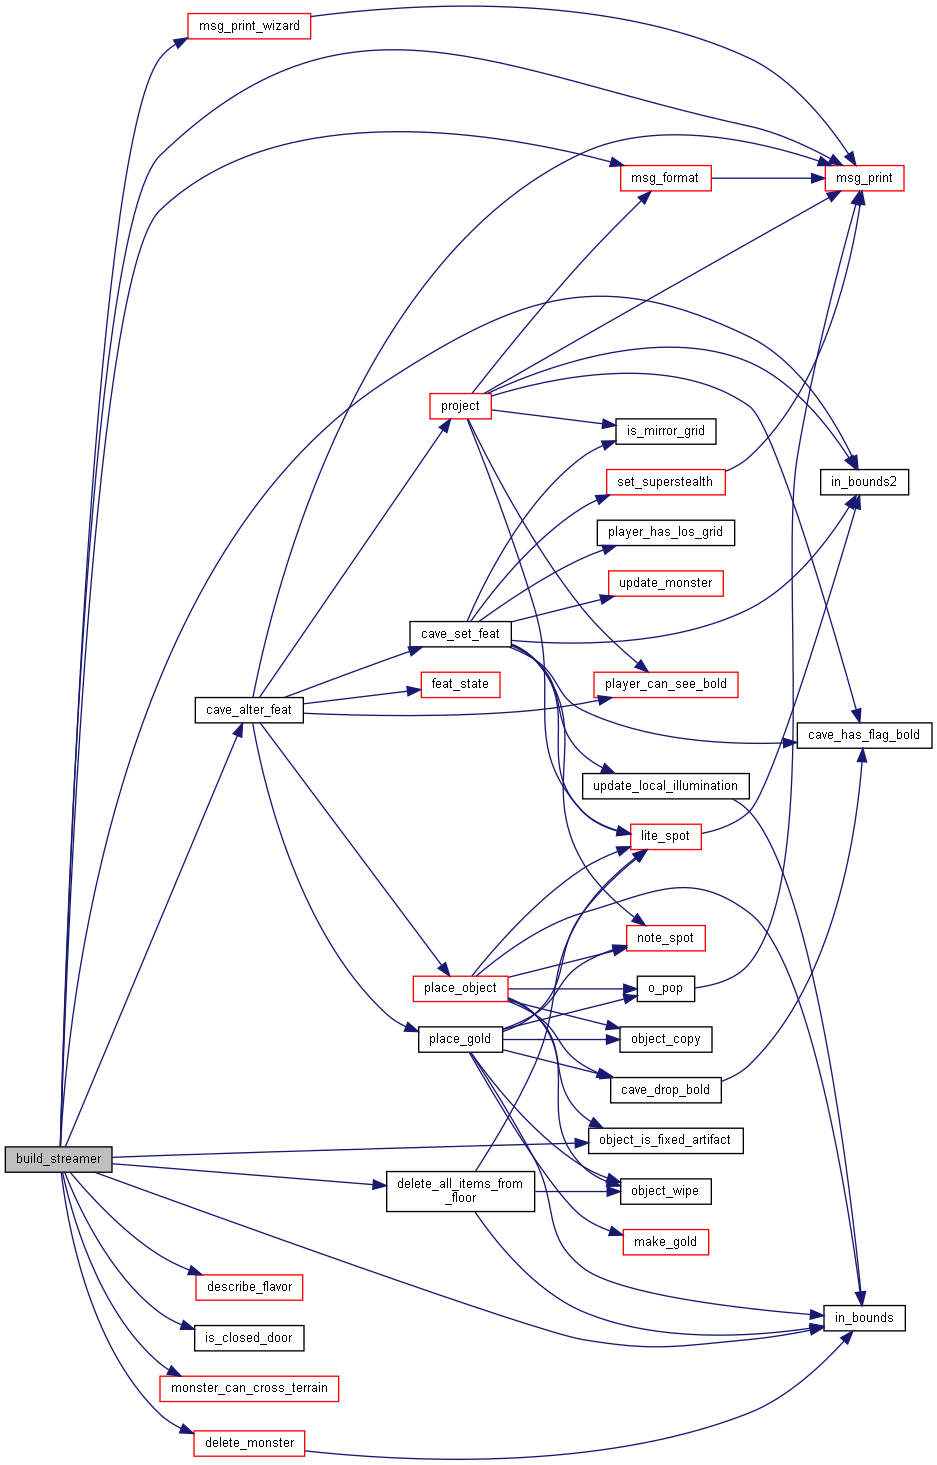 msg_print_wizard
msg_format
msg_print
project
is_mirror_grid
set_superstealth
in_bounds2
player_has_los_grid
update_monster
cave_set_feat
feat_state
player_can_see_bold
cave_alter_feat
cave_has_flag_bold
update_local_illumination
lite_spot
note_spot
place_object
o_pop
place_gold
object_copy
cave_drop_bold
object_is_fixed_artifact
build_streamer
delete_all_items_from
_floor
object_wipe
make_gold
describe_flavor
in_bounds
is_closed_door
monster_can_cross_terrain
delete_monster